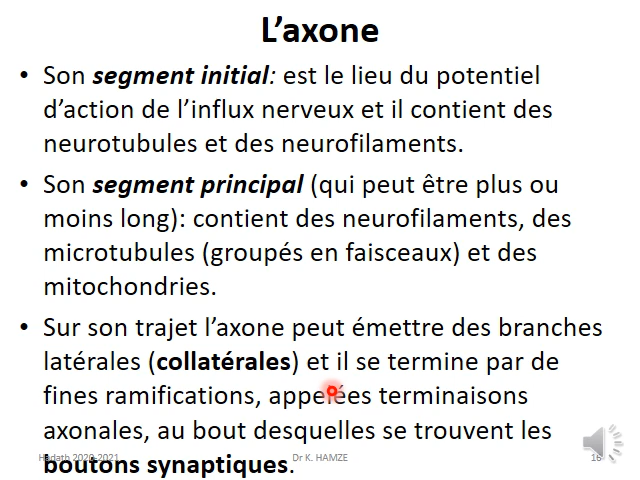 L’axone
• Son segment initial: est le lieu du potentiel
d’action de l’influx nerveux et il contient des
neurotubules et des neurofilaments.
• Son segment principal (qui peut être plus ou
moins long): contient des neurofilaments, des
microtubules (groupés en faisceaux) et des
mitochondries.
• Sur son trajet l’axone peut émettre des branches
latérales (collatérales) et il se termine par de
fines ramifications, appelées terminaisons
axonales, au bout desquelles se trouvent les
boutons synaptiques.
Hadath 2020-2021 Dr K. HAMZE 16